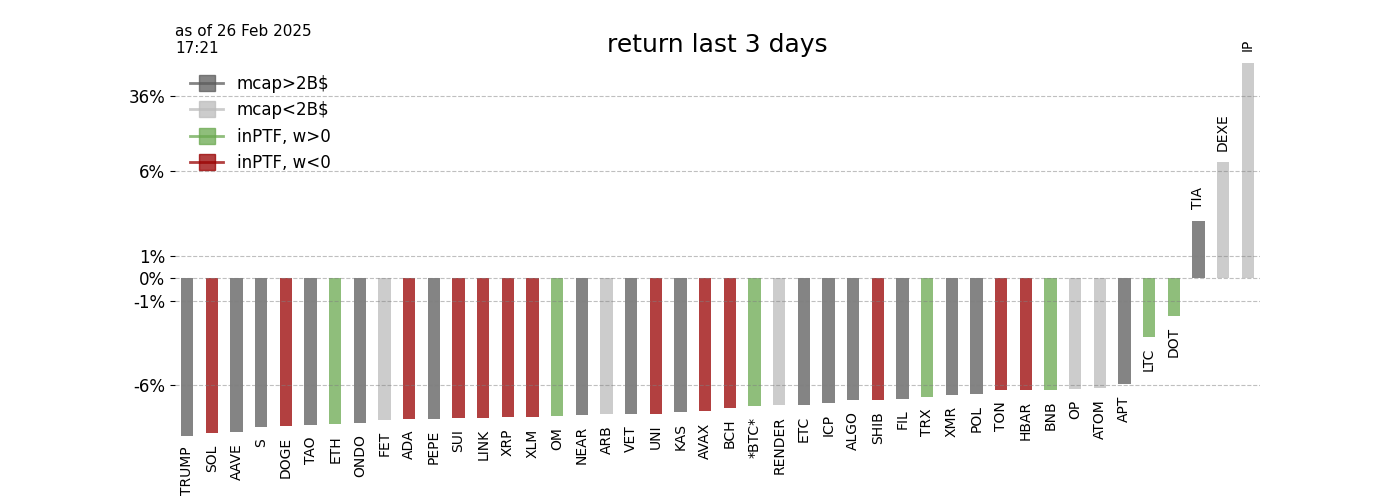 as of 26 Feb 2025
17:21
return last 3 days
mcap>2B$
mcap<2B$
inPTF, w>0
inPTF, w<0
36%
6%
1%
0%
-1%
-6%
TRUMP
SOL
AAVE
S
DOGE
TAO
ETH
ONDO
FET
ADA
PEPE
SUI
LINK
XRP
XLM
OM
NEAR
ARB
VET
UNI
KAS
AVAX
BCH
*BTC*
RENDER
ETC
ICP
ALGO
SHIB
FIL
TRX
XMR
POL
TON
HBAR
BNB
OP
ATOM
APT
LTC
DOT
TIA
DEXE
IP